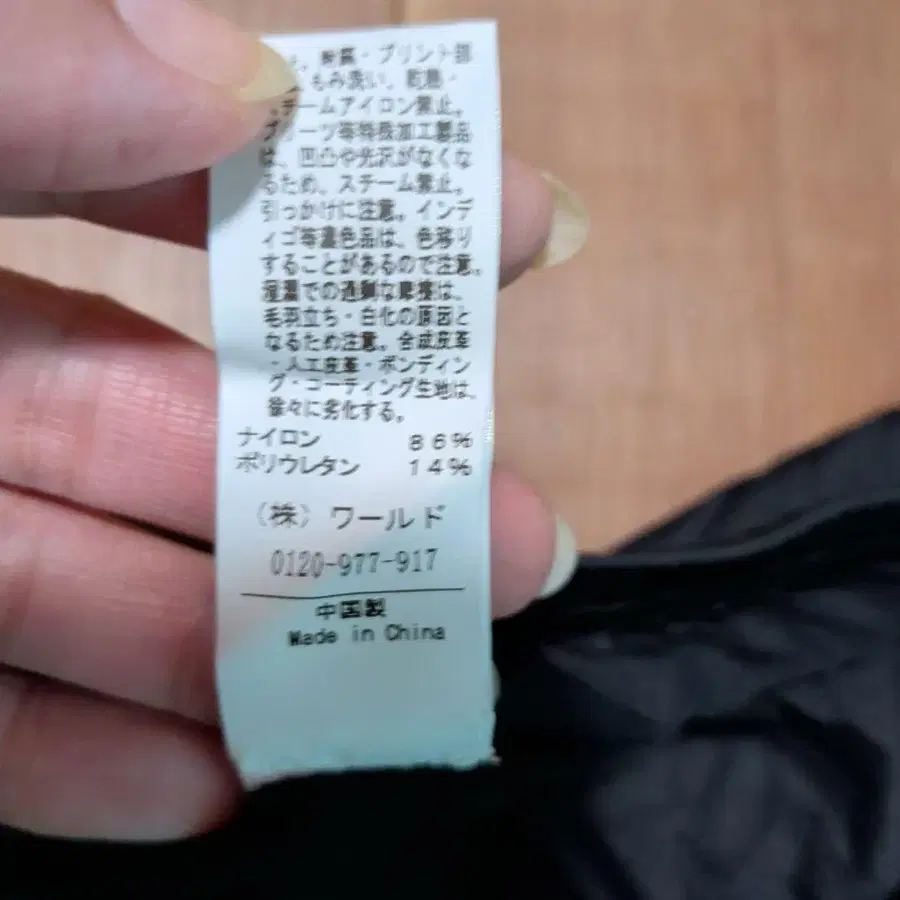 ・プリント部
もみ洗い、乾熱・
チームアイロン禁止。
プリーツ等特殊加工製品
は、凹凸や光沢がなくな
るため、スチーム禁止。
引っかけに注意。インデ
ィゴ等濃色品は、色移り
することがあるので注意。
湿潤での過剰な摩擦は、
毛羽立ち・白化の原因と
なるため注意。合成皮革
・人工皮革・ボンディン
グ・コーティング生地は、
徐々に劣化する。
ナイロン 86%
ポリウレタン 14%
(株)ワールド
0120-977-917
中国製
Made in China